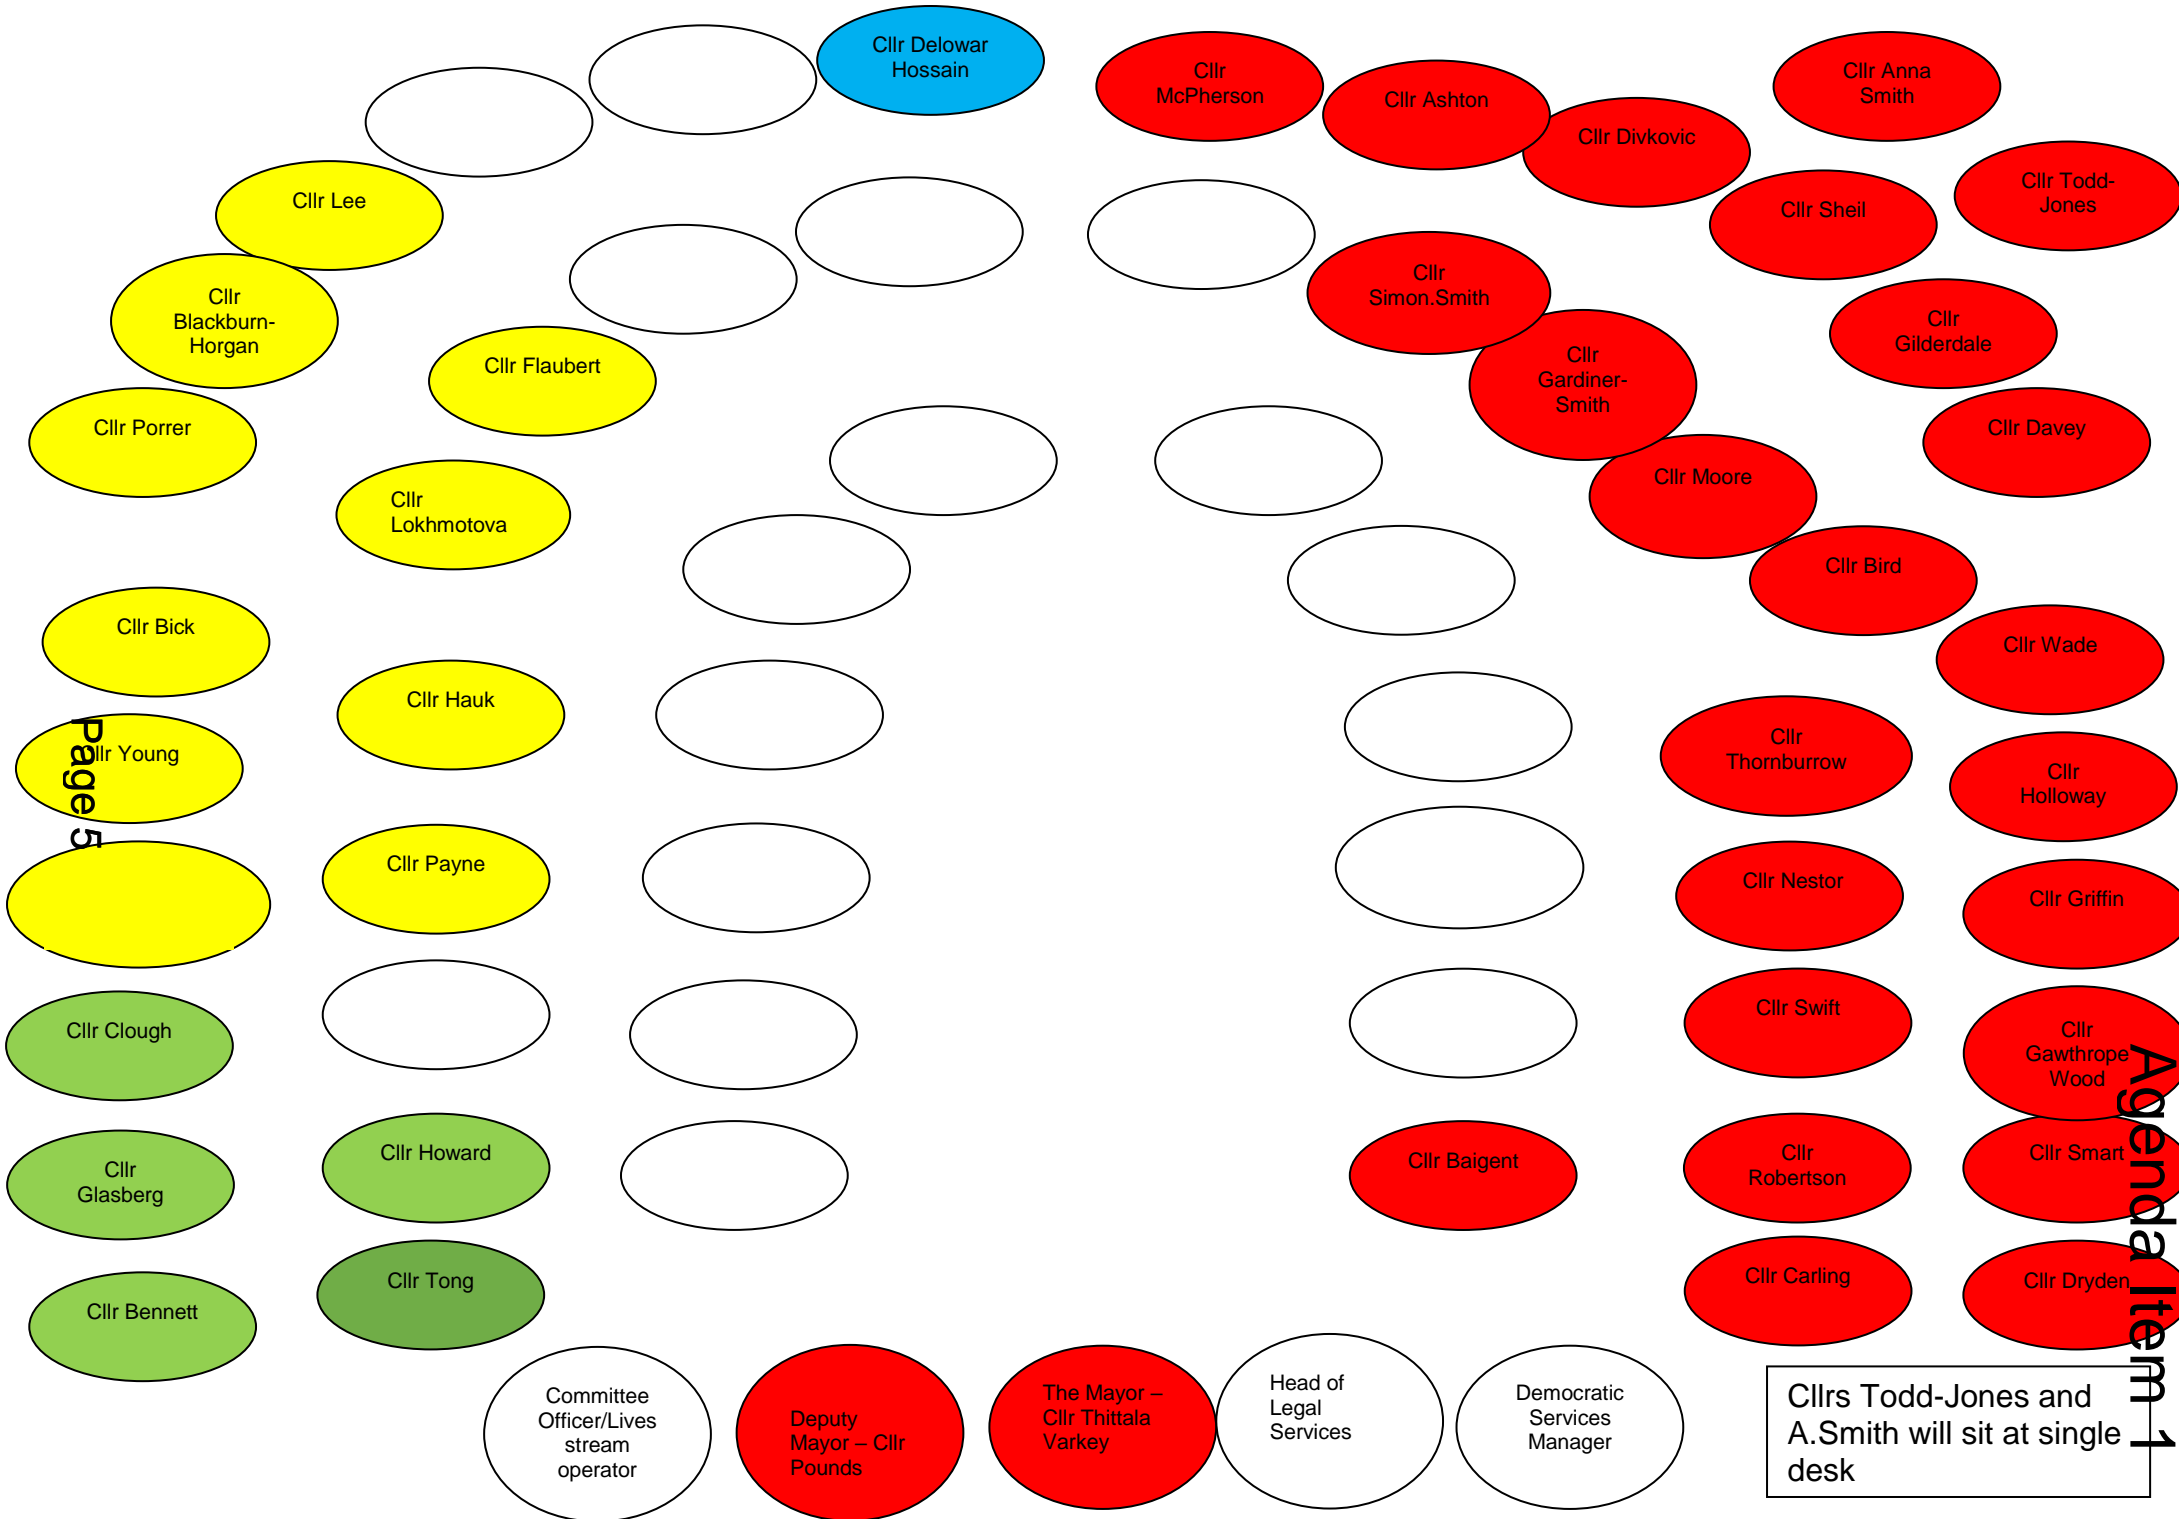 Cllr Delowar
Hossain
Cllr
McPherson
Cllr Ashton
Cllr Divkovic
Cllr Anna
Smith
Cllr Todd-
Jones
Cllr Sheil
Cllr Lee
Cllr
Blackburn-
Horgan
Cllr Porrer
Cllr Flaubert
Cllr
Lokhmotova
Cllr
Simon.Smith
Cllr
Gardiner-
Smith
Cllr Moore
Cllr Bird
Cllr
Gilderdale
Cllr Davey
Cllr Wade
Cllr Bick
Cllr Young
Cllr Hauk
Cllr Payne
Cllr
Thornburrow
Cllr
Holloway
Cllr Nestor
Cllr Griffin
Cllr Swift
Cllr
Gawthrope
Wood
Cllr Clough
Cllr
Glasberg
Cllr Bennett
Cllr Howard
Cllr Tong
Cllr Baigent
Cllr
Robertson
Cllr Smart
Cllr Carling
Cllr Dryden
Committee
Officer/Lives
stream
operator
Deputy
Mayor – Cllr
Pounds
The Mayor –
Cllr Thittala
Varkey
Head of
Legal
Services
Democratic
Services
Manager
Cllrs Todd-Jones and
A.Smith will sit at single
desk
Page 5
Agenda Item 1